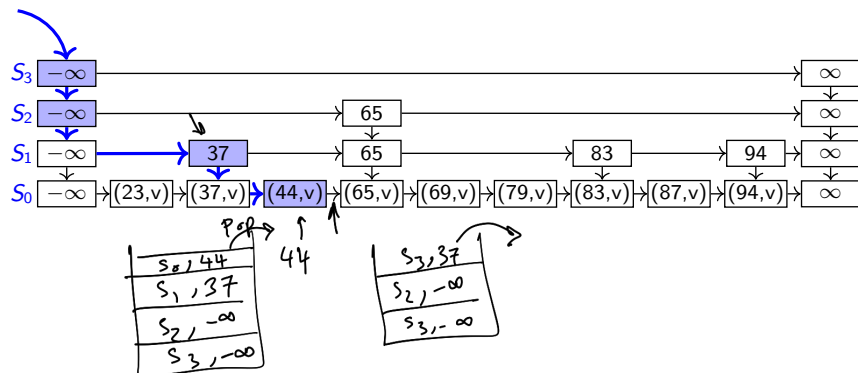 S₃ −∞ ∞
S₂ −∞ 65 ∞
S₁ −∞ 37 65 83 94 ∞
S₀ −∞ (23,v) (37,v) (44,v) (65,v) (69,v) (79,v) (83,v) (87,v) (94,v) ∞
Pop
44
S₀, 44
S₁, 37
S₂, -∞
S₃, -∞
S₃, 37
S₂, -∞
S₃, -∞